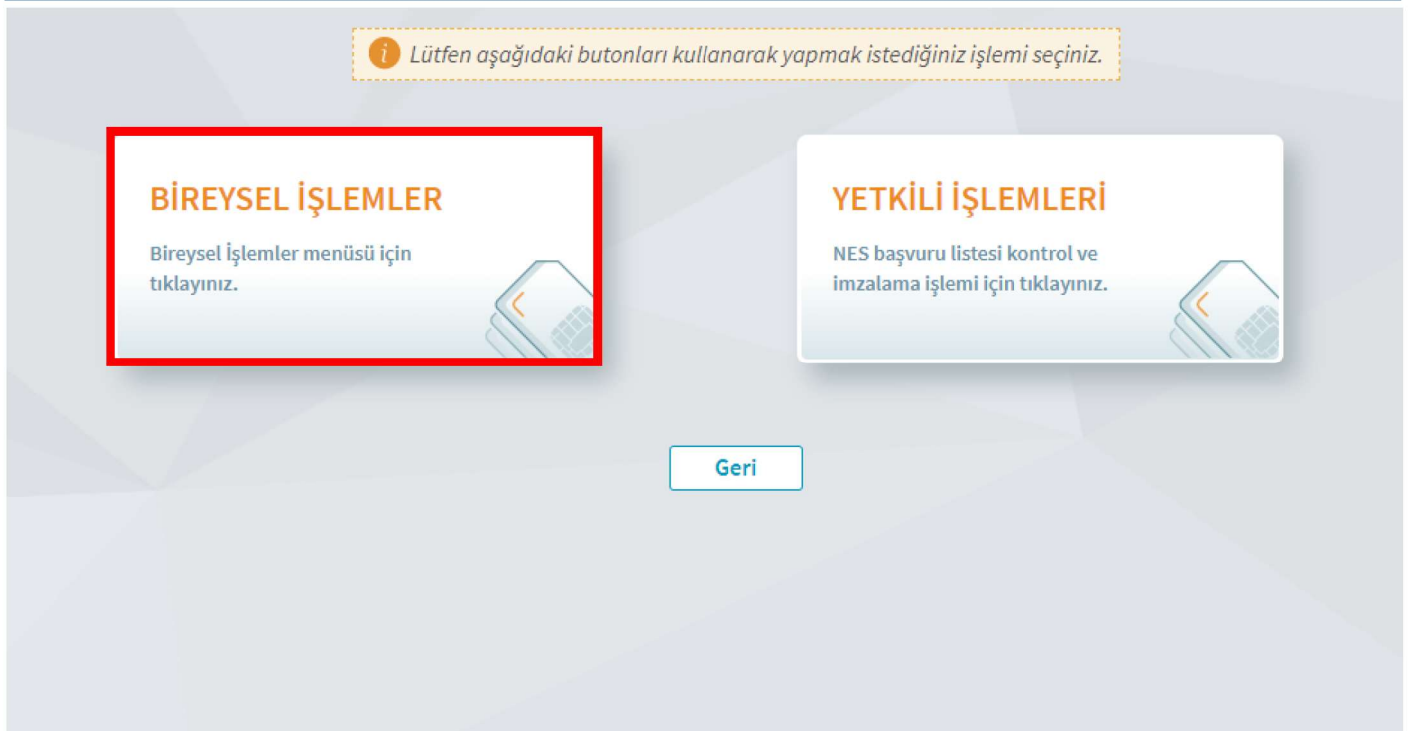 Lütfen aşağıdaki butonları kullanarak yapmak istediğiniz işlemi seçiniz.
BİREYSEL İŞLEMLER
Bireysel İşlemler menüsü için
tıklayınız.
YETKİLİ İŞLEMLERİ
NES başvuru listesi kontrol ve
imzalama işlemi için tıklayınız.
Geri